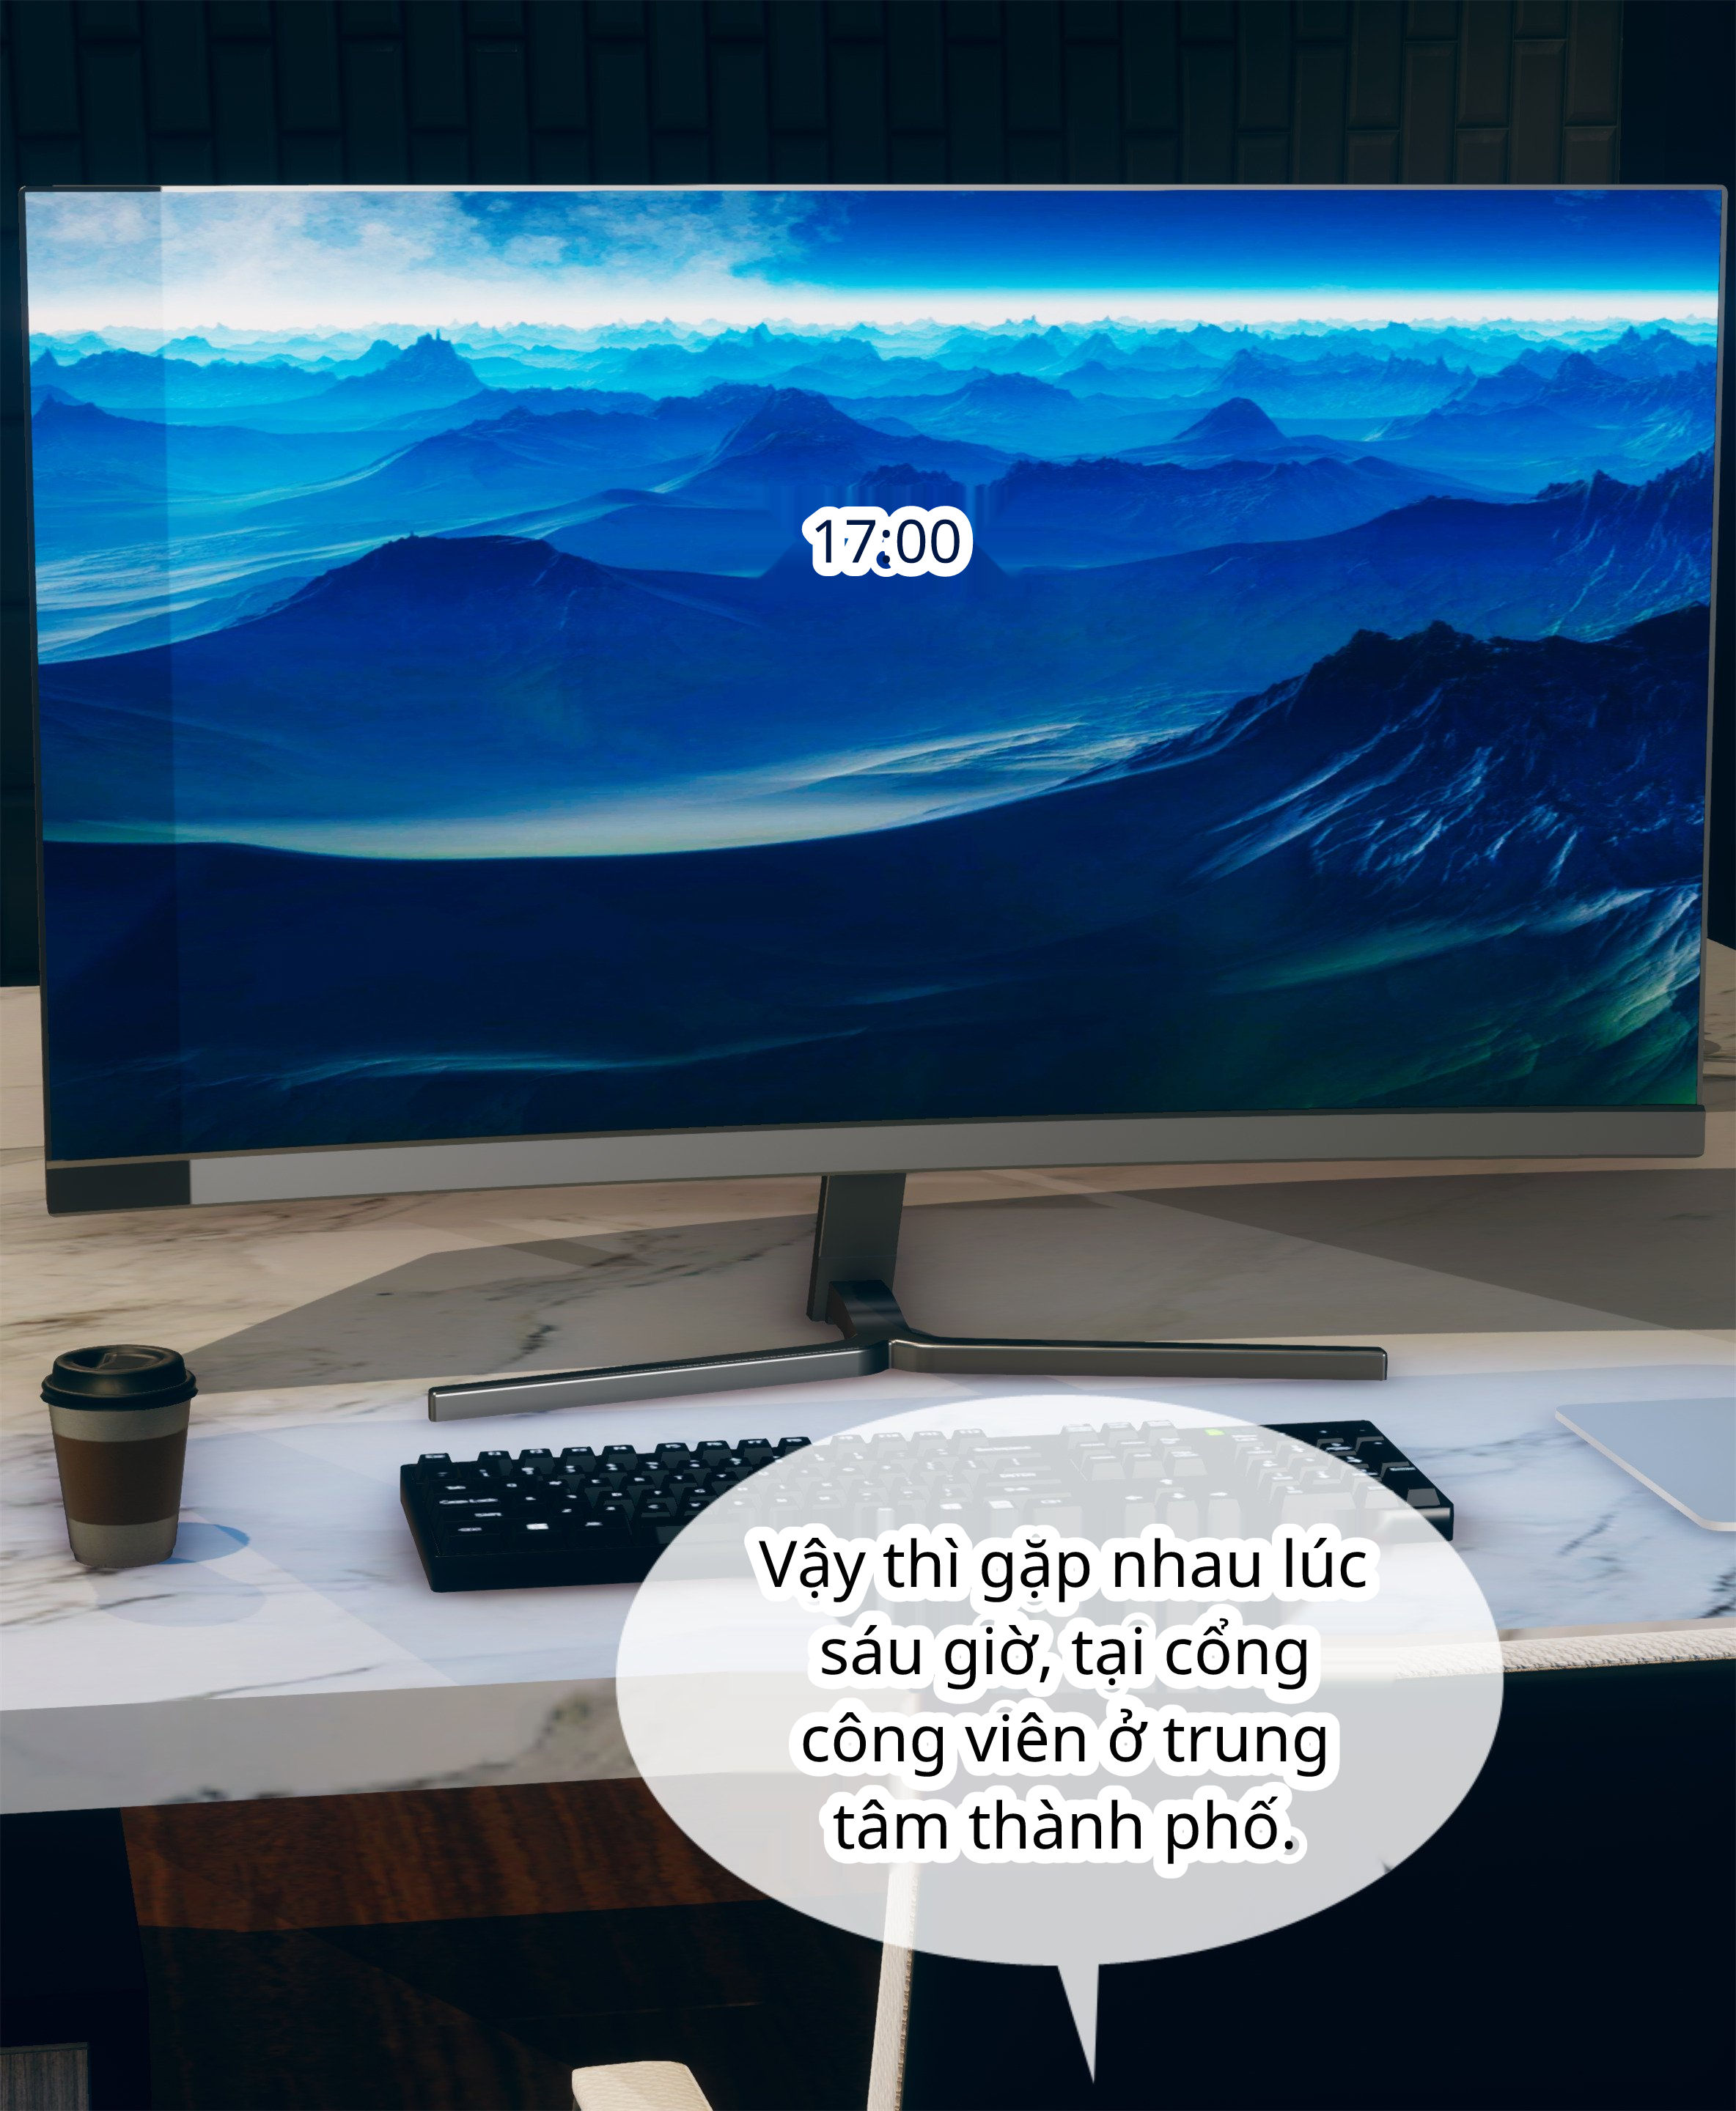 17:00
Vậy thì gặp nhau lúc
sáu giờ, tại cổng
công viên ở trung
tâm thành phố.